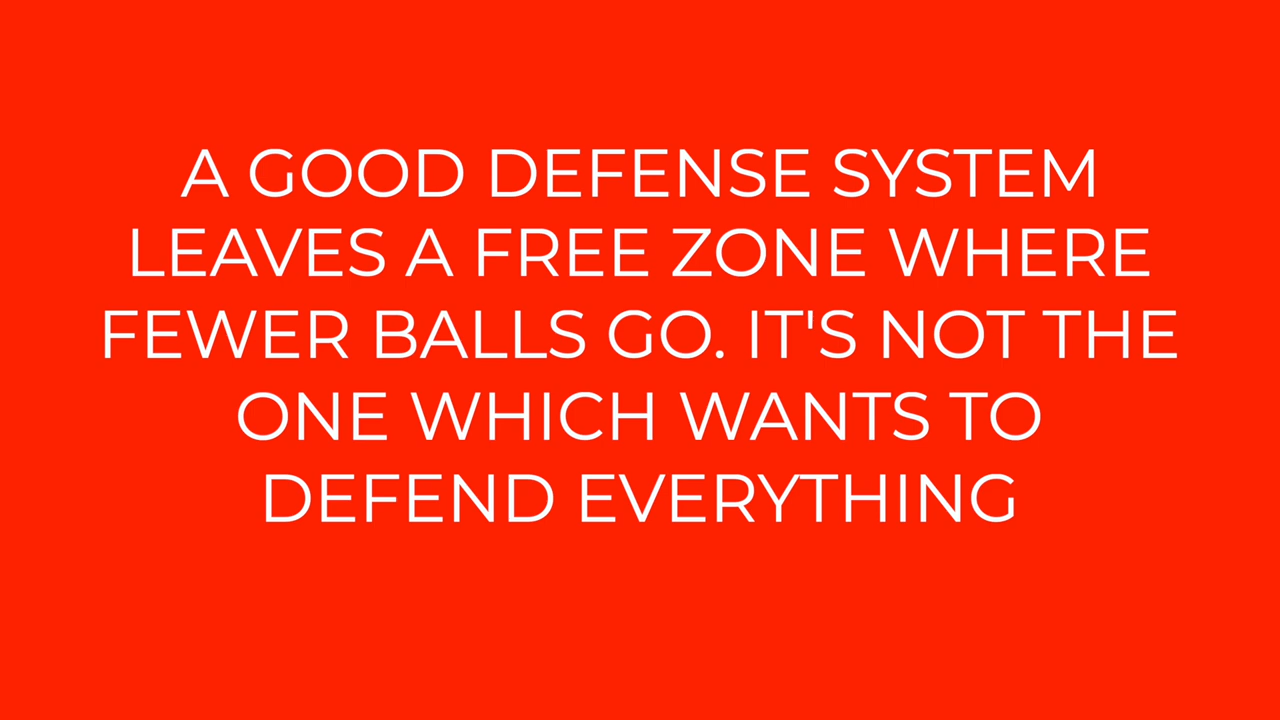 A GOOD DEFENSE SYSTEM
LEAVES A FREE ZONE WHERE
FEWER BALLS GO. IT'S NOT THE
ONE WHICH WANTS TO
DEFEND EVERYTHING